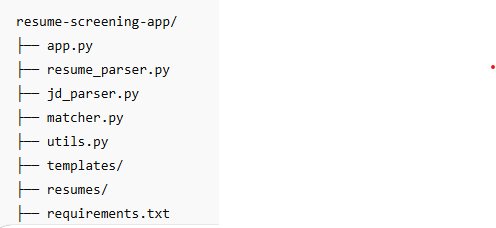 resume-screening-app/
├── app.py
├── resume_parser.py
├── jd_parser.py
├── matcher.py
├── utils.py
├── templates/
├── resumes/
├── requirements.txt